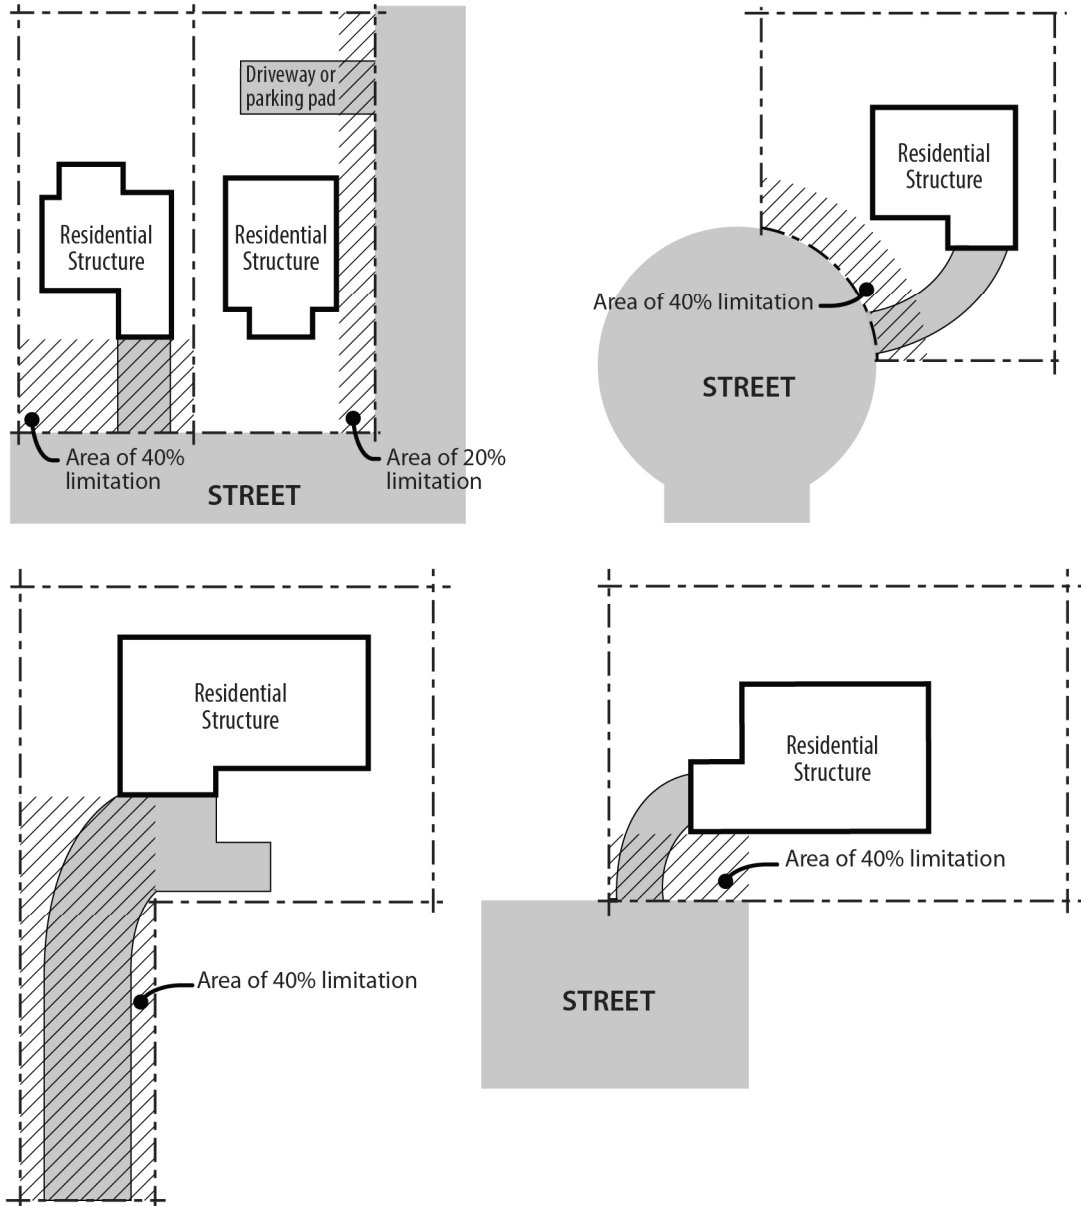 Driveway or
parking pad
Residential
Structure
Residential
Structure
Area of 40%
limitation
Area of 20%
limitation
STREET
Residential
Structure
Area of 40% limitation
STREET
Residential
Structure
Area of 40% limitation
Residential
Structure
Area of 40% limitation
STREET